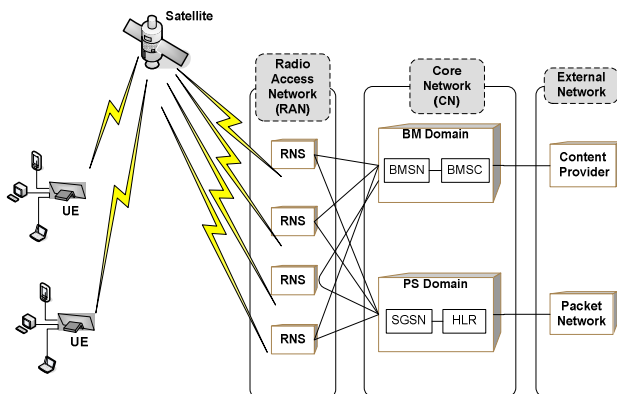 Satellite
Radio
Access
Network
(RAN)
Core
Network
(CN)
External
Network
BM Domain
RNS
BMSN
BMSC
Content
Provider
UE
RNS
RNS
PS Domain
SGSN
HLR
Packet
Network
RNS
UE